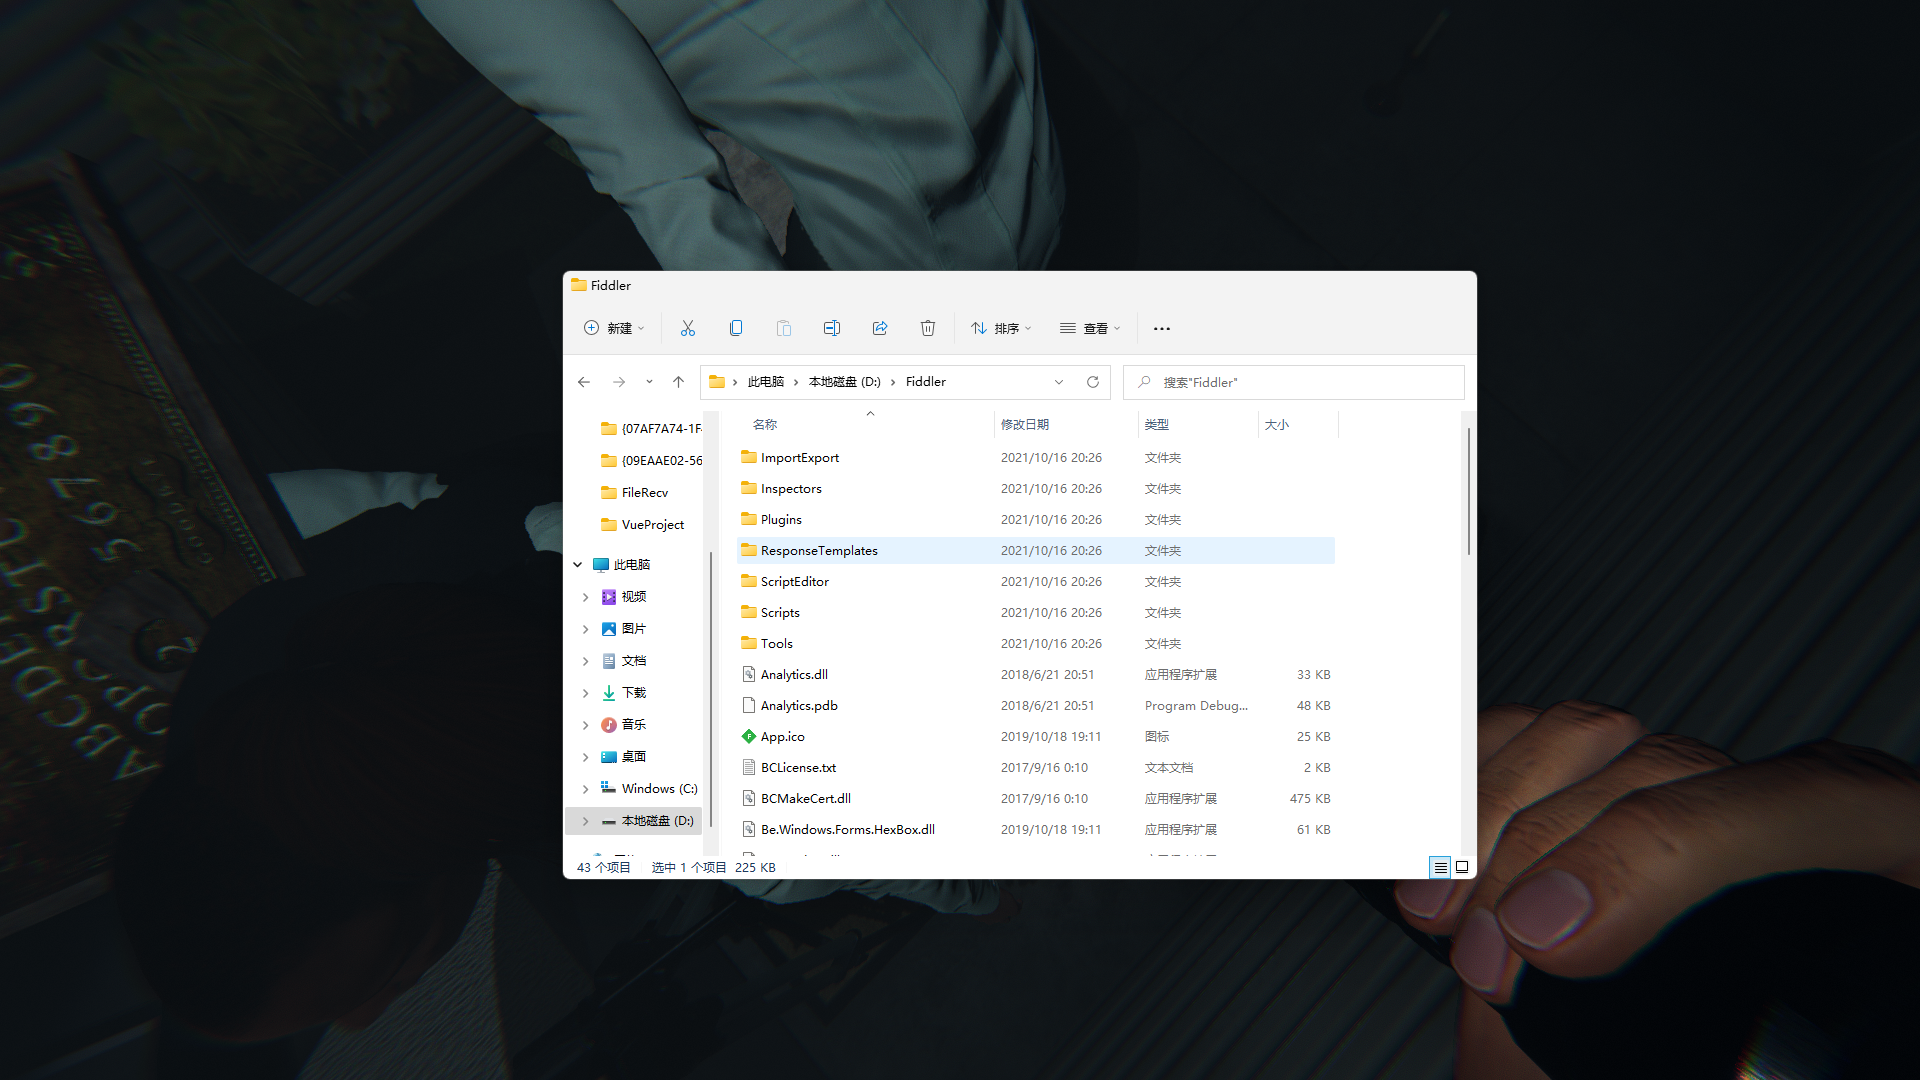 Fiddler
新建
排序
查看
此电脑
本地磁盘 (D:)
Fiddler
搜索"Fiddler"
{07AF7A74-1F
{09EAAE02-56
FileRecv
VueProject
此电脑
视频
图片
文档
下载
音乐
桌面
Windows (C:)
本地磁盘 (D:)
名称 修改日期 类型 大小
ImportExport 2021/10/16 20:26 文件夹
Inspectors 2021/10/16 20:26 文件夹
Plugins 2021/10/16 20:26 文件夹
ResponseTemplates 2021/10/16 20:26 文件夹
ScriptEditor 2021/10/16 20:26 文件夹
Scripts 2021/10/16 20:26 文件夹
Tools 2021/10/16 20:26 文件夹
Analytics.dll 2018/6/21 20:51 应用程序扩展 33 KB
Analytics.pdb 2018/6/21 20:51 Program Debug... 48 KB
App.ico 2019/10/18 19:11 图标 25 KB
BCLicense.txt 2017/9/16 0:10 文本文档 2 KB
BCMakeCert.dll 2017/9/16 0:10 应用程序扩展 475 KB
Be.Windows.Forms.HexBox.dll 2019/10/18 19:11 应用程序扩展 61 KB
43 个项目 选中 1 个项目 225 KB